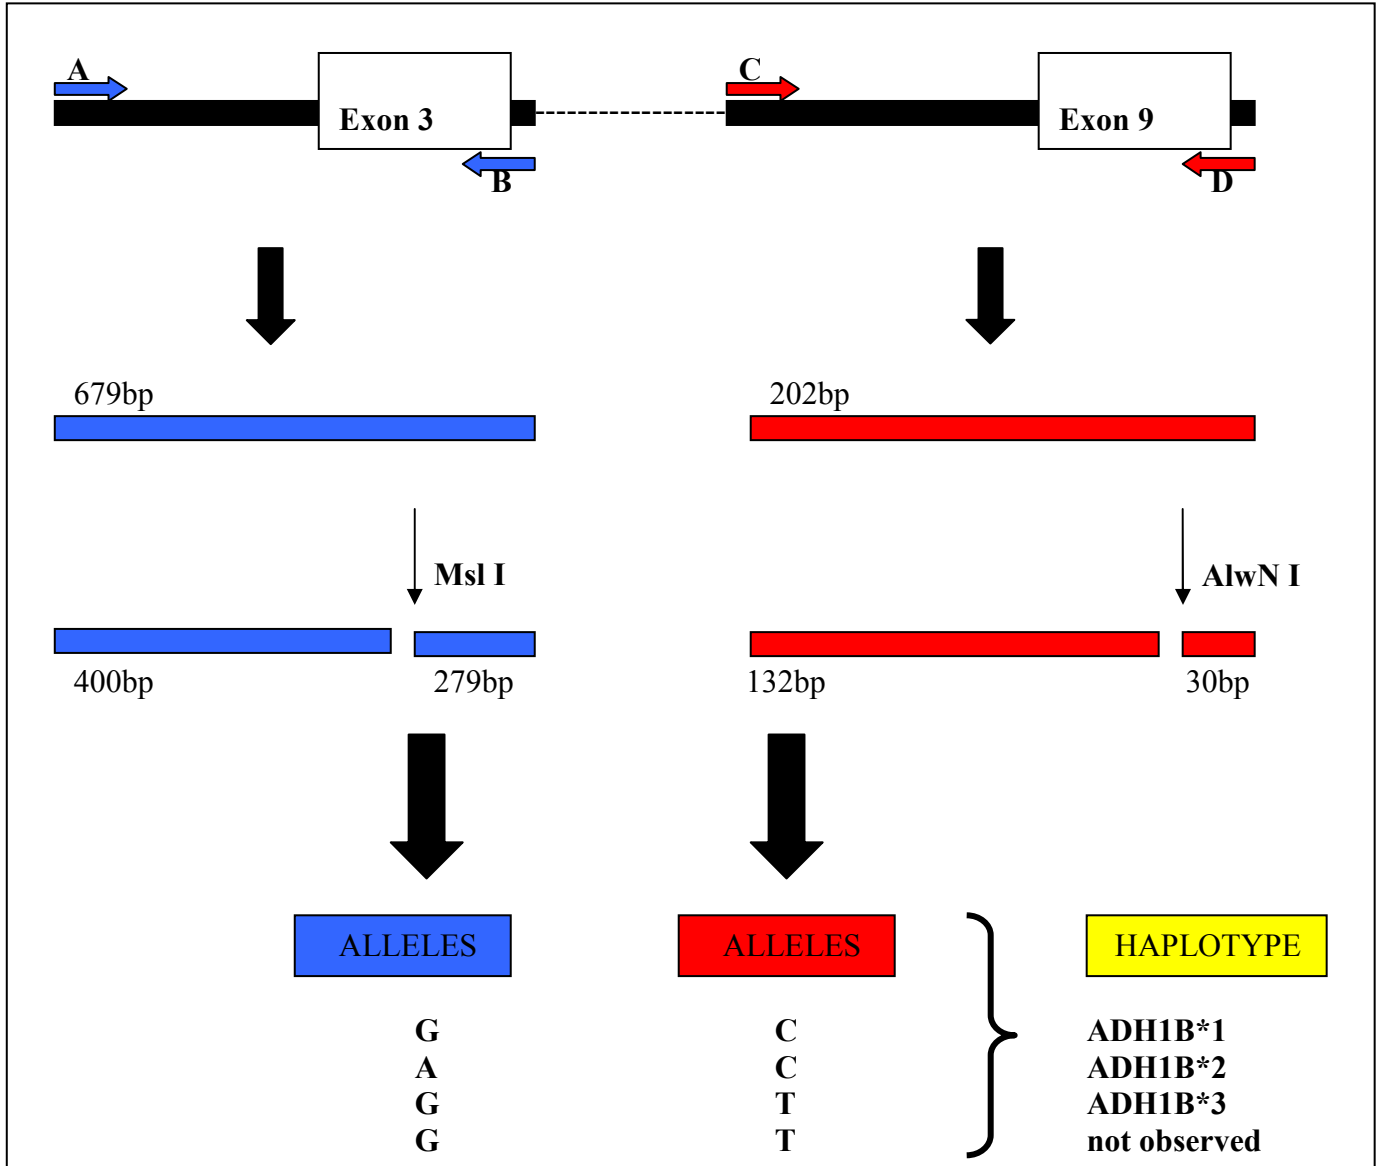 A C
Exon 3 Exon 9
B D
679bp 202bp
Msl I AlwN I
400bp 279bp 132bp 30bp
ALLELES ALLELES HAPLOTYPE
G C ADH1B*1
A C ADH1B*2
G T ADH1B*3
G T not observed